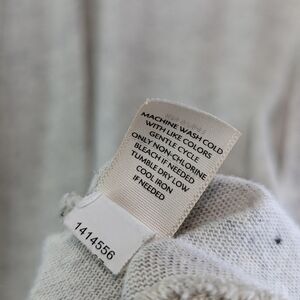 MACHINE WASH COLD
WITH LIKE COLORS
GENTLE CYCLE
ONLY NON-CHLORINE
BLEACH IF NEEDED
TUMBLE DRY LOW
COOL IRON
IF NEEDED
1414556